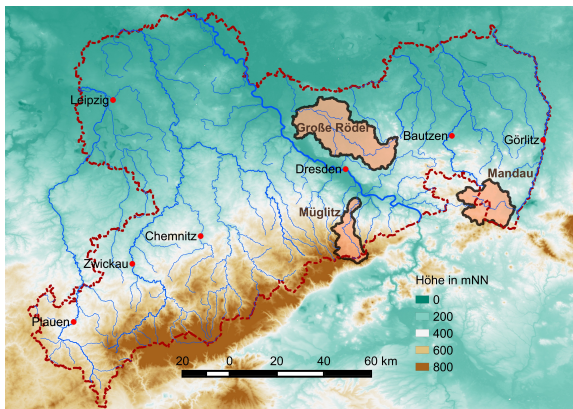 Leipzig
Große Röder
Bautzen
Görlitz
Dresden
Mandau
Müglitz
Chemnitz
Zwickau
Plauen
Höhe in mNN
0
200
400
600
800
20 0 20 40 60 km